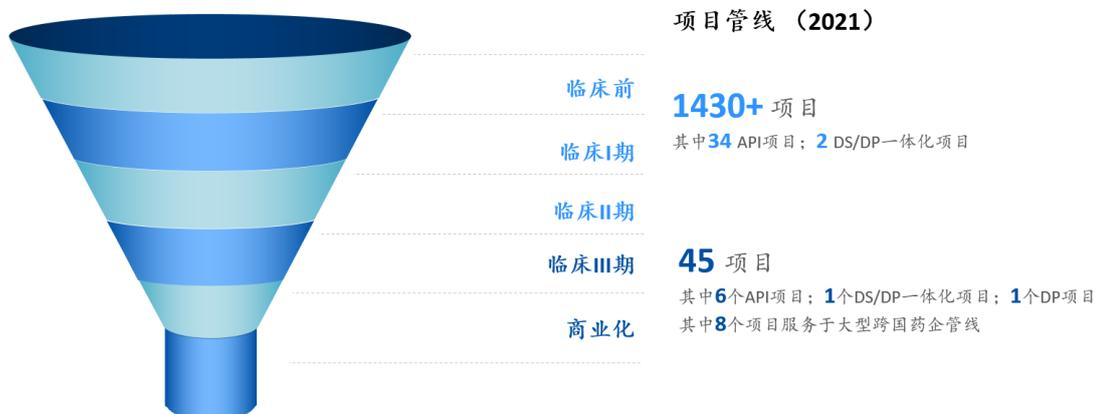 项目管线 （2021）
临床前
1430+ 项目
其中34 API项目；2 DS/DP一体化项目
临床I期
临床II期
临床III期
45 项目
其中6个API项目；1个DS/DP一体化项目；1个DP项目
其中8个项目服务于大型跨国药企管线
商业化